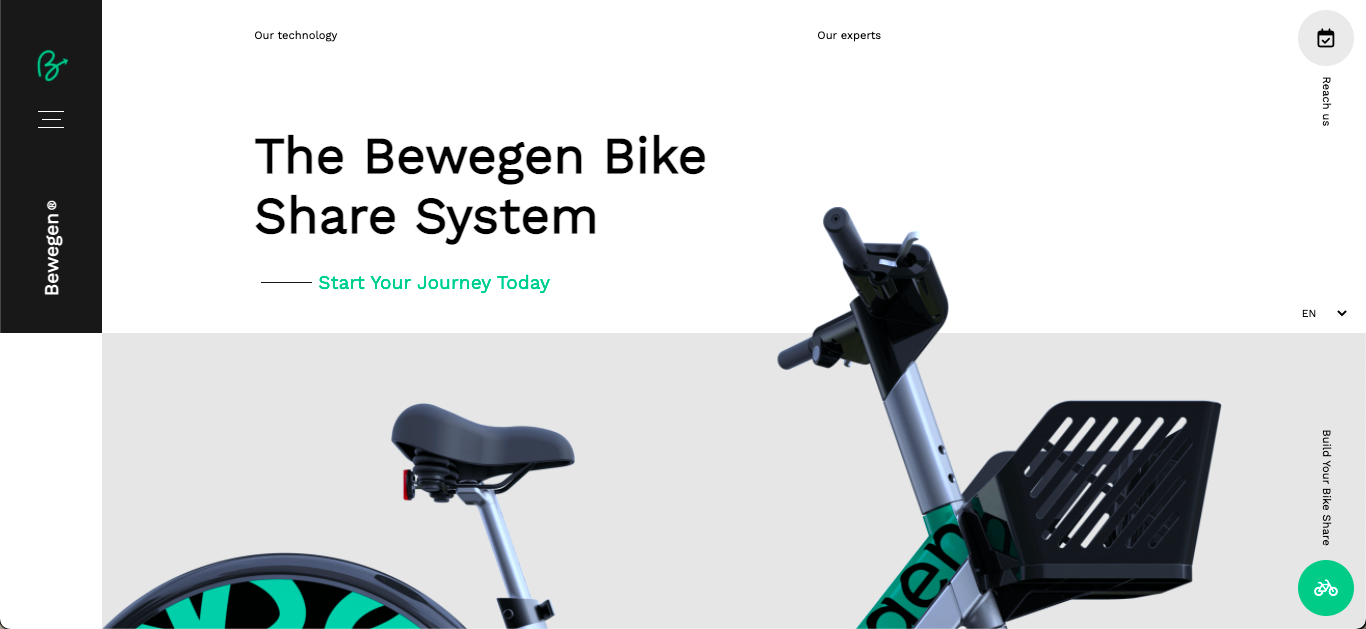 Our technology
Our experts
Reach us
Bewegen®
The Bewegen Bike
Share System
Start Your Journey Today
EN
Build Your Bike Share